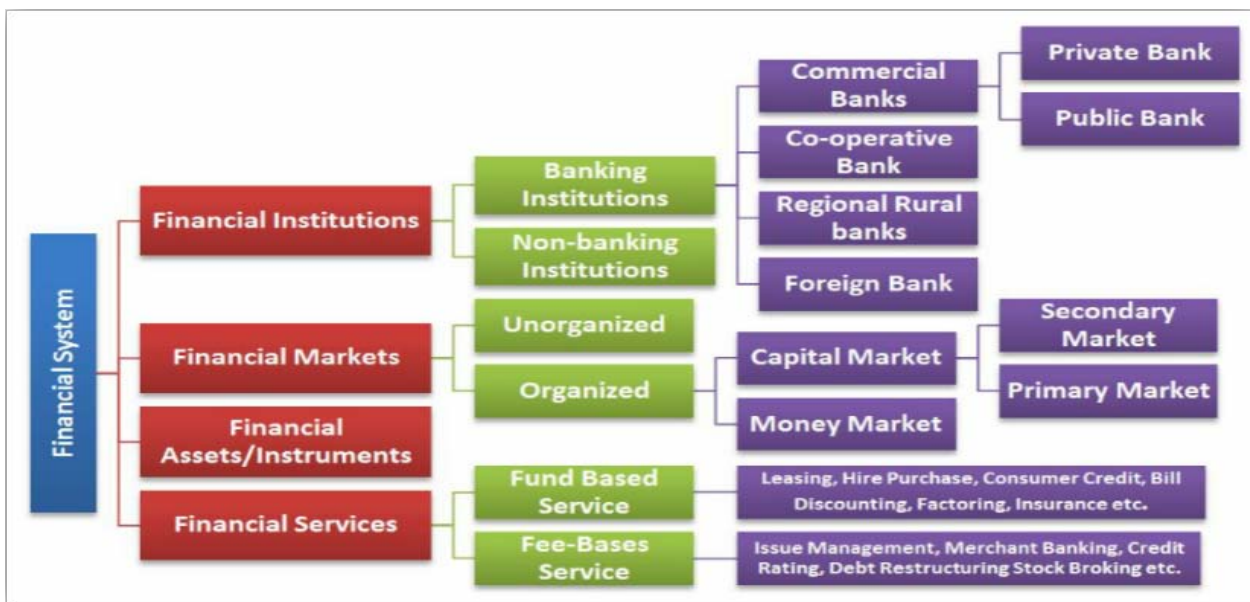 Financial System
Financial Institutions
Banking
Institutions
Commercial
Banks
Private Bank
Public Bank
Co-operative
Bank
Regional Rural
banks
Foreign Bank
Non-banking
Institutions
Financial Markets
Unorganized
Organized
Capital Market
Secondary
Market
Primary Market
Money Market
Financial
Assets/Instruments
Financial Services
Fund Based
Service
Leasing, Hire Purchase, Consumer Credit, Bill
Discounting, Factoring, Insurance etc.
Fee-Bases
Service
Issue Management, Merchant Banking, Credit
Rating, Debt Restructuring Stock Broking etc.